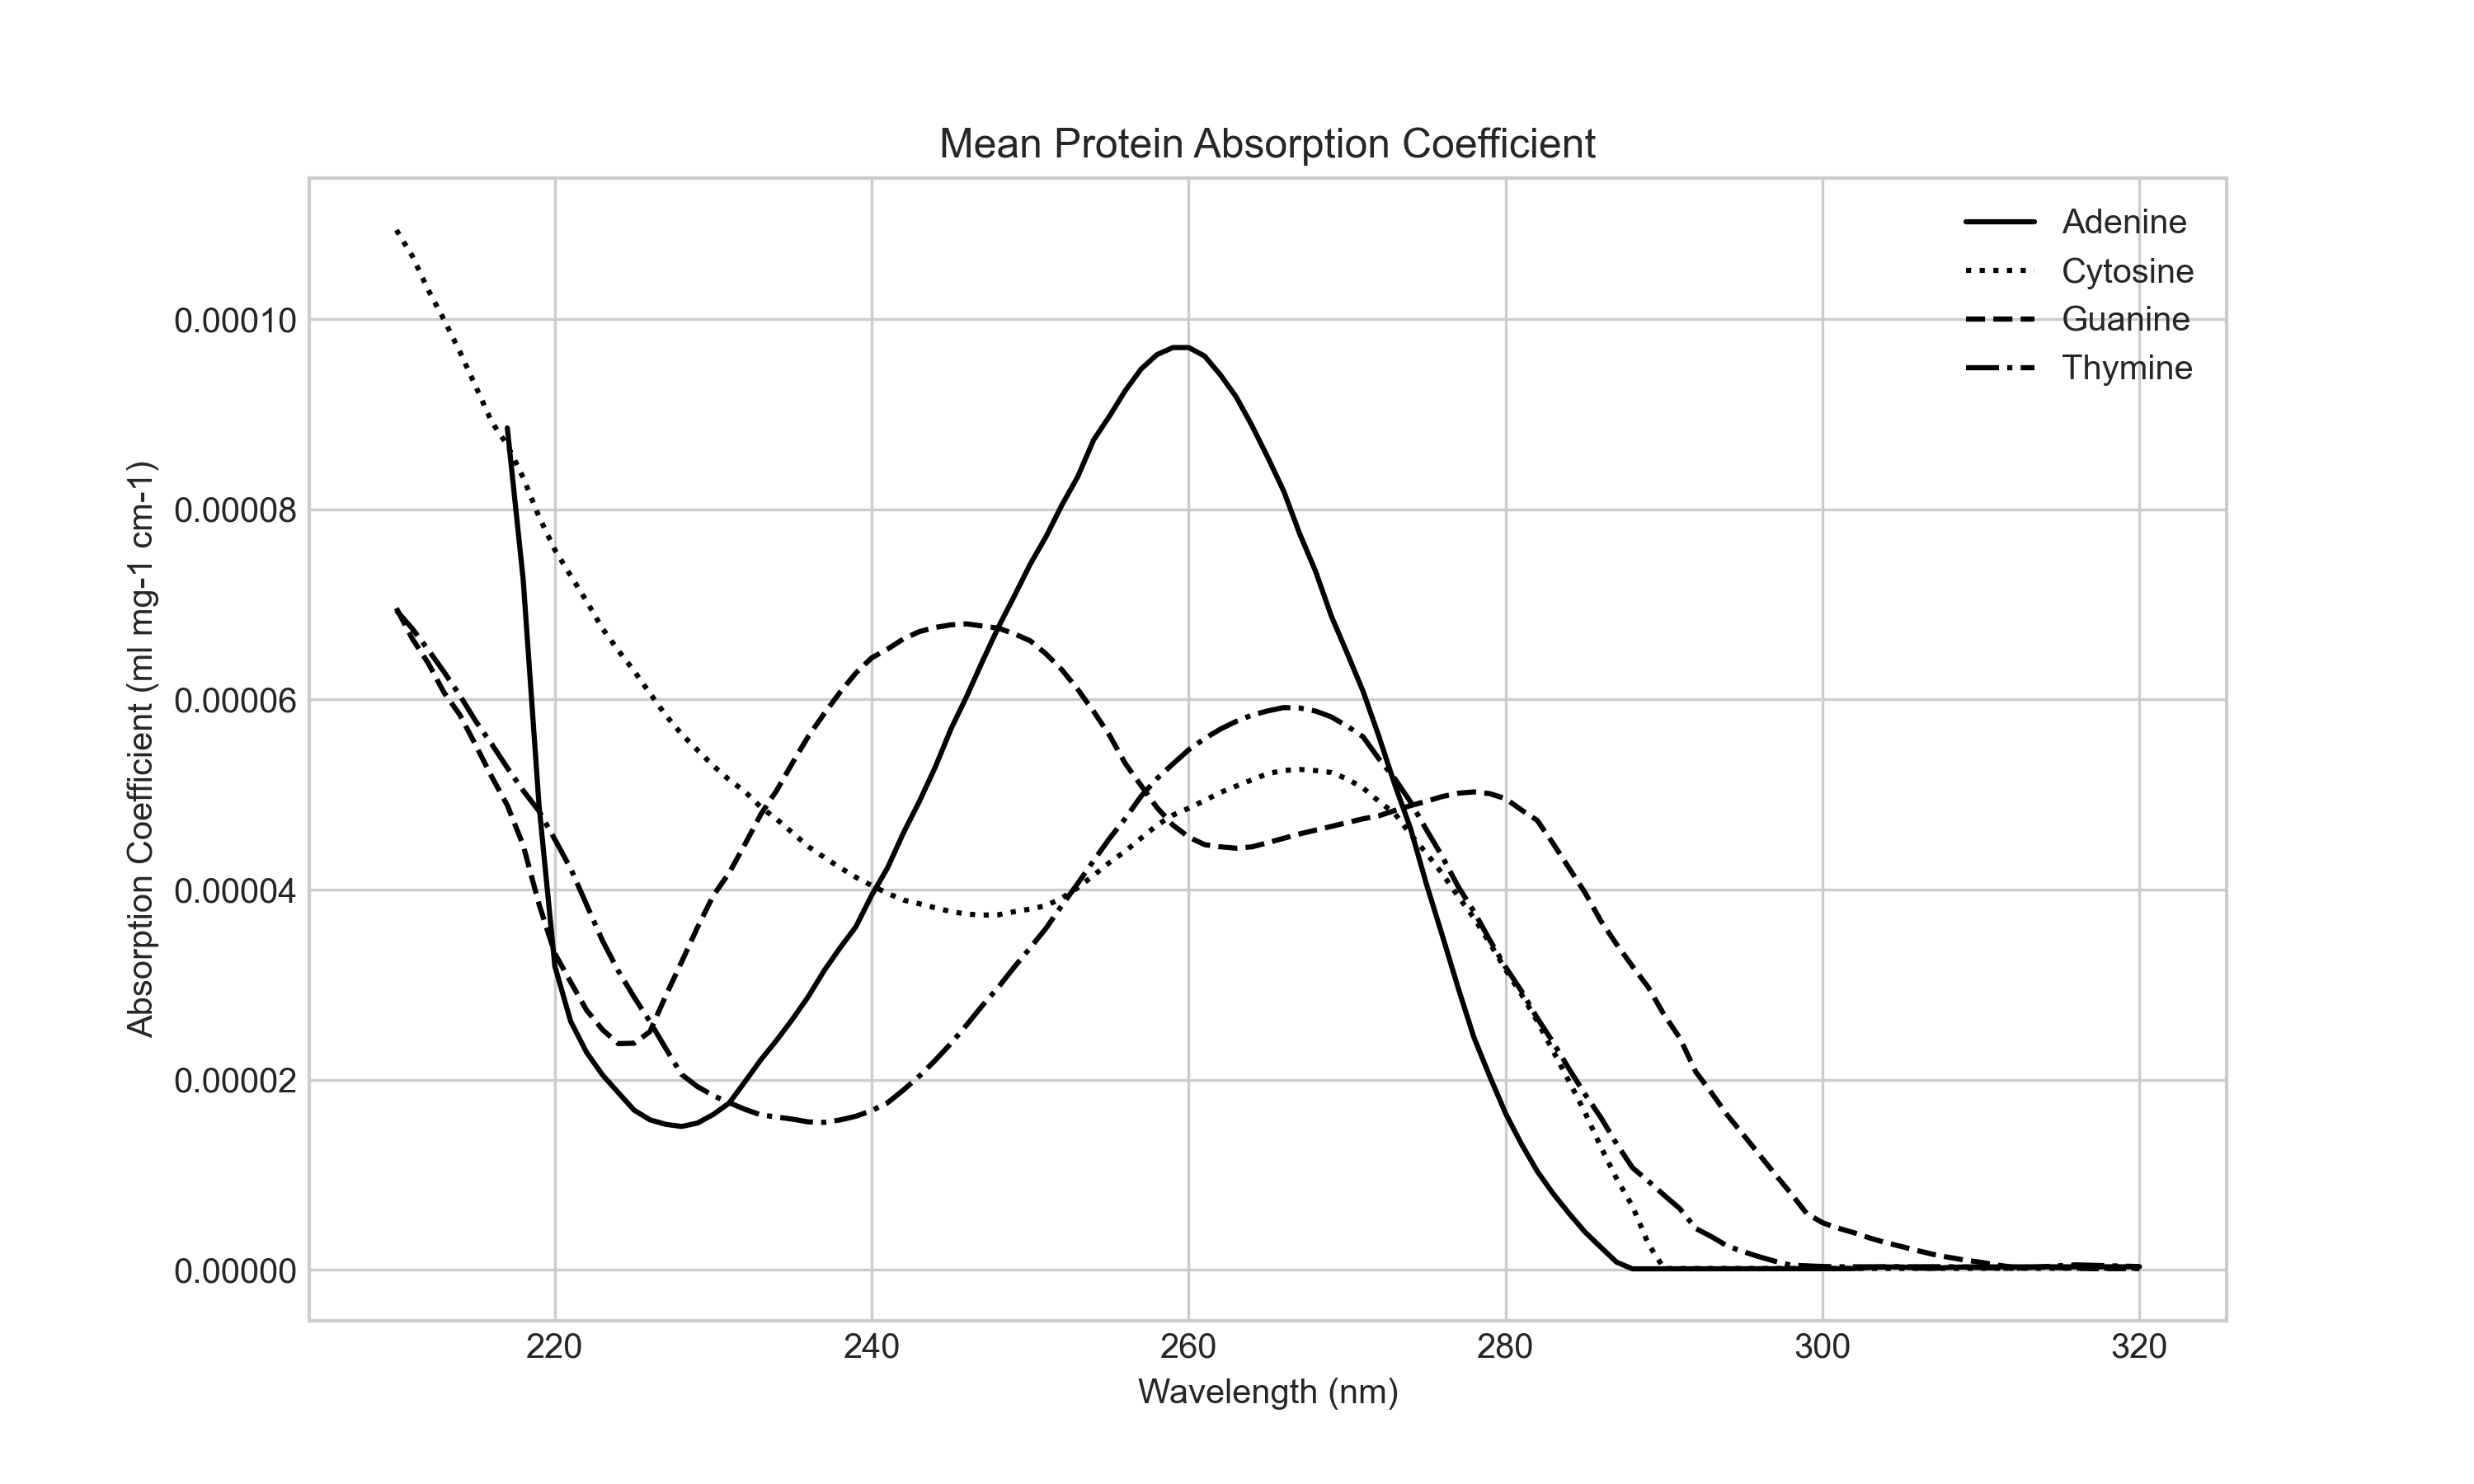 Mean Protein Absorption Coefficient
Adenine
Cytosine
Guanine
Thymine
Absorption Coefficient (ml mg-1 cm-1)
0.00010
0.00008
0.00006
0.00004
0.00002
0.00000
220 240 260 280 300 320
Wavelength (nm)